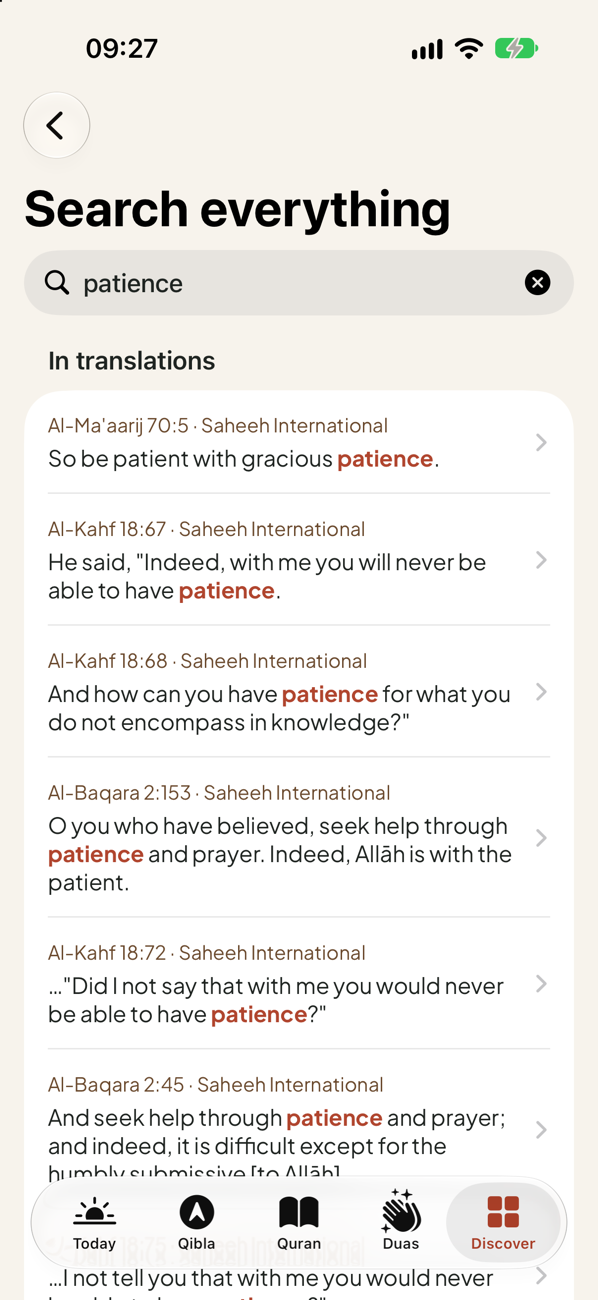 09:27
Search everything
patience
In translations
Al-Ma'aarij 70:5 · Saheeh International
So be patient with gracious patience.
Al-Kahf 18:67 · Saheeh International
He said, "Indeed, with me you will never be
able to have patience."
Al-Kahf 18:68 · Saheeh International
And how can you have patience for what you
do not encompass in knowledge?"
Al-Baqara 2:153 · Saheeh International
O you who have believed, seek help through
patience and prayer. Indeed, Allāh is with the
patient.
Al-Kahf 18:72 · Saheeh International
…"Did I not say that with me you would never
be able to have patience?"
Al-Baqara 2:45 · Saheeh International
And seek help through patience and prayer;
and indeed, it is difficult except for the
humbly submissive [to Allāh]
Today
Qibla
Quran
Duas
Discover
…I not tell you that with me you would never